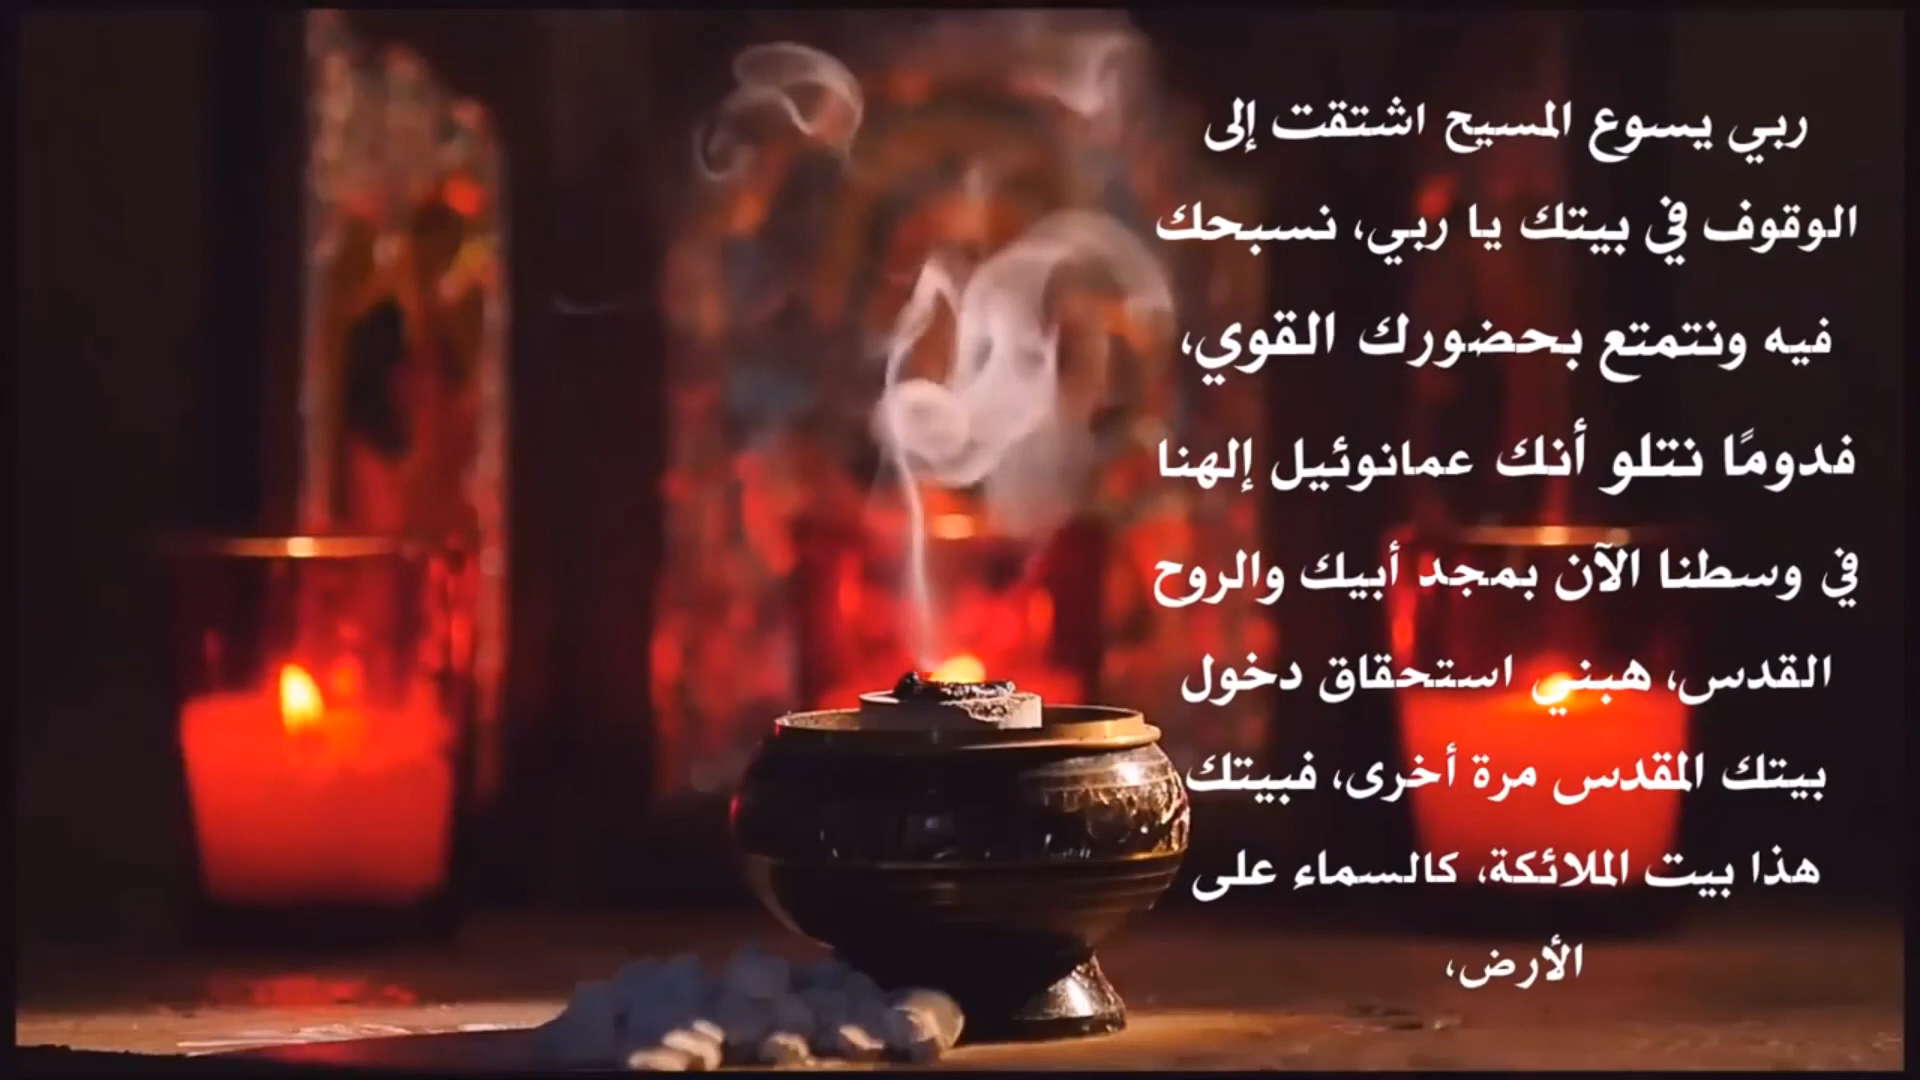 ربي يسوع المسيح اشتقت إلى
الوقوف في بيتك يا ربي، نسبحك
فيه ونتمتع بحضورك القوي،
فدومًا نتلو أنك عمانوئيل إلهنا
في وسطنا الآن بمجد أبيك والروح
القدس، هبني استحقاق دخول
بيتك المقدس مرة أخرى، فبيتك
هذا بيت الملائكة، كالسماء على
الأرض،